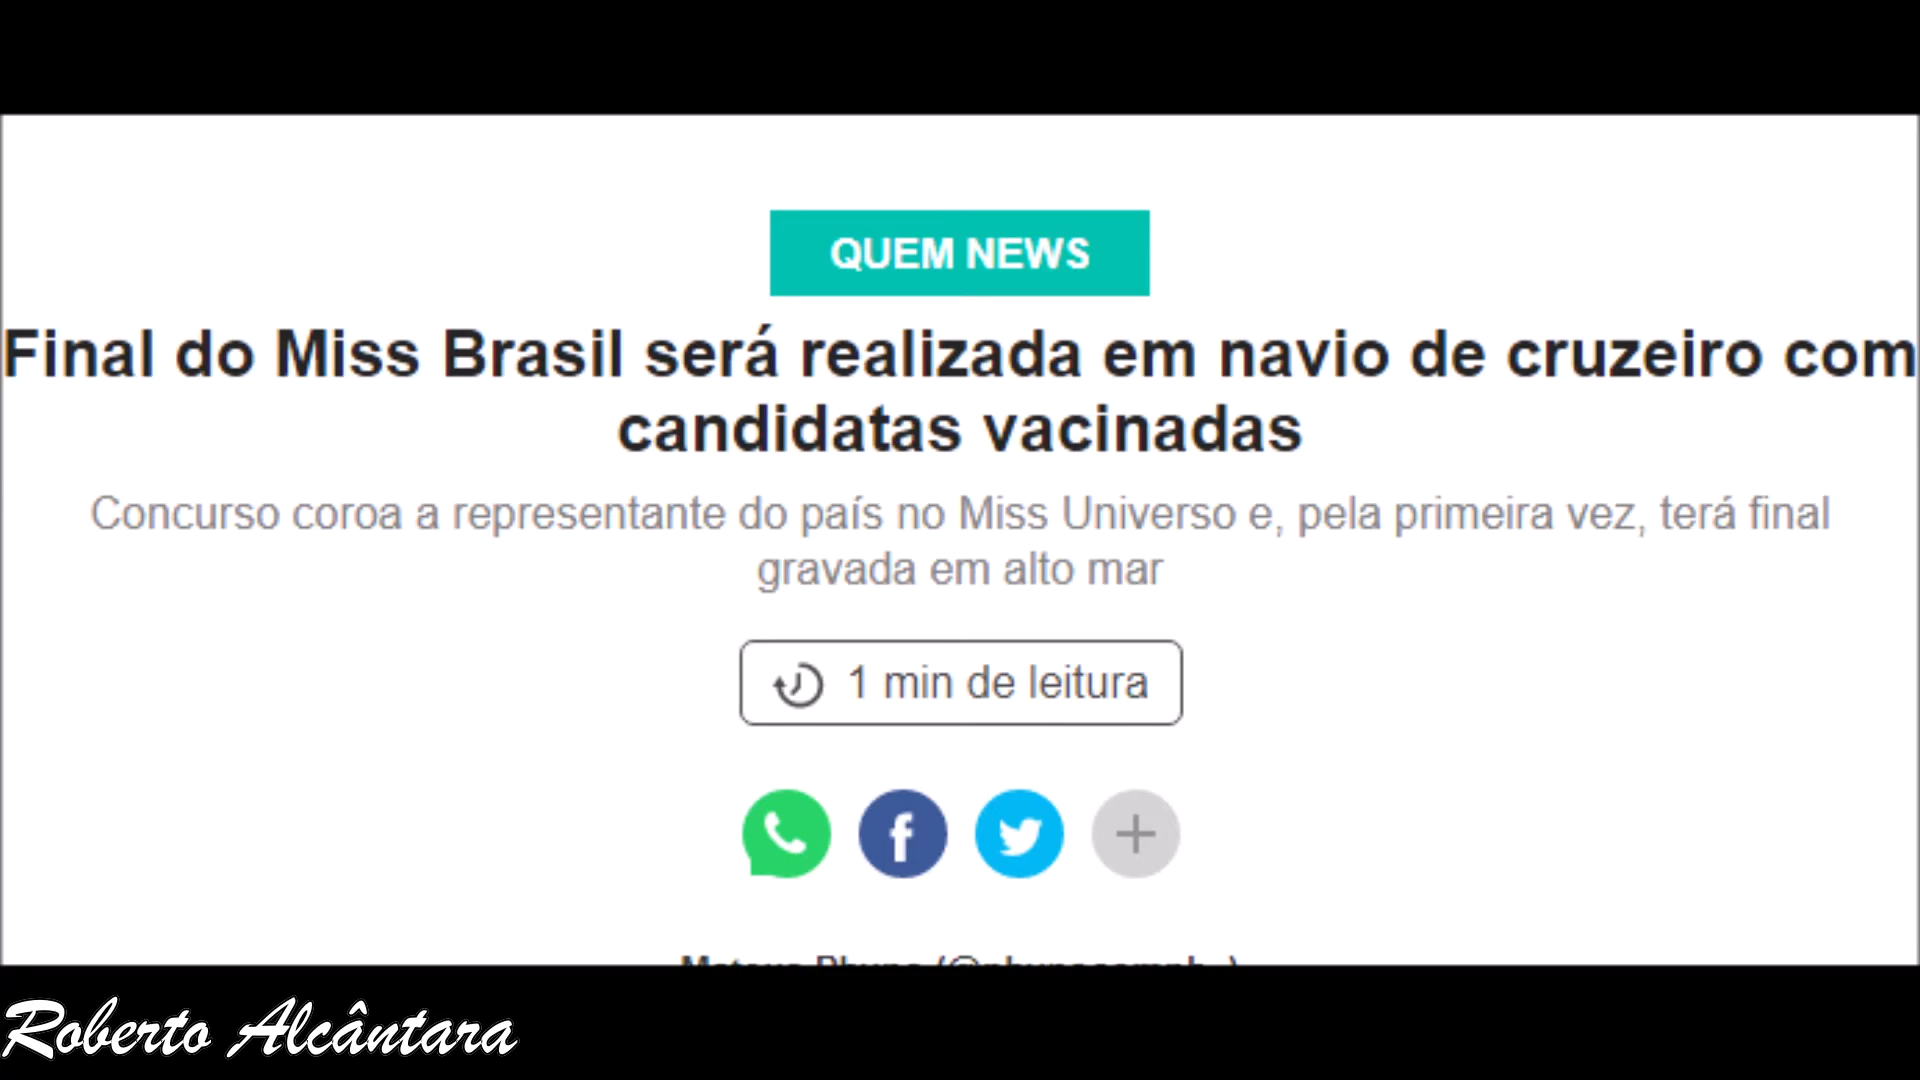 QUEM NEWS
Final do Miss Brasil será realizada em navio de cruzeiro com
candidatas vacinadas
Concurso coroa a representante do país no Miss Universo e, pela primeira vez, terá final
gravada em alto mar
1 min de leitura
Roberto Alcântara